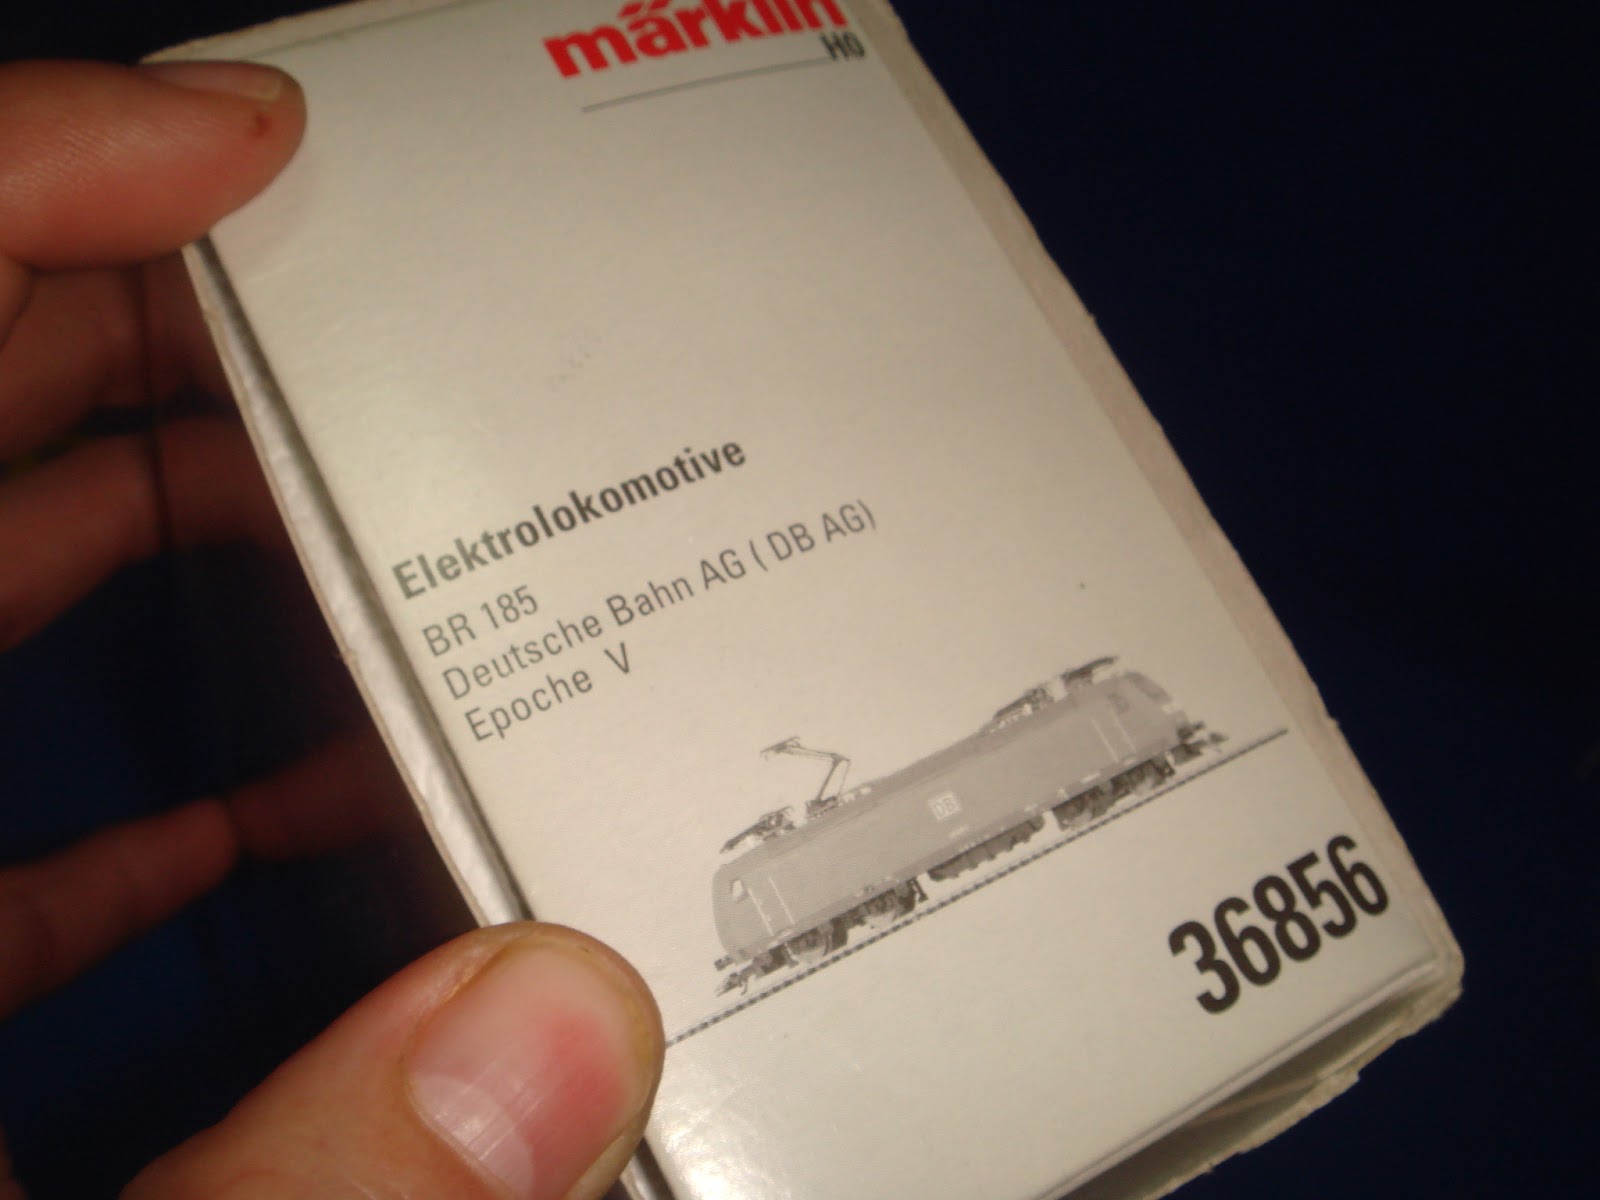 märklin
H0
Elektrolokomotive
BR 185
Deutsche Bahn AG ( DB AG)
Epoche V
DB
36856